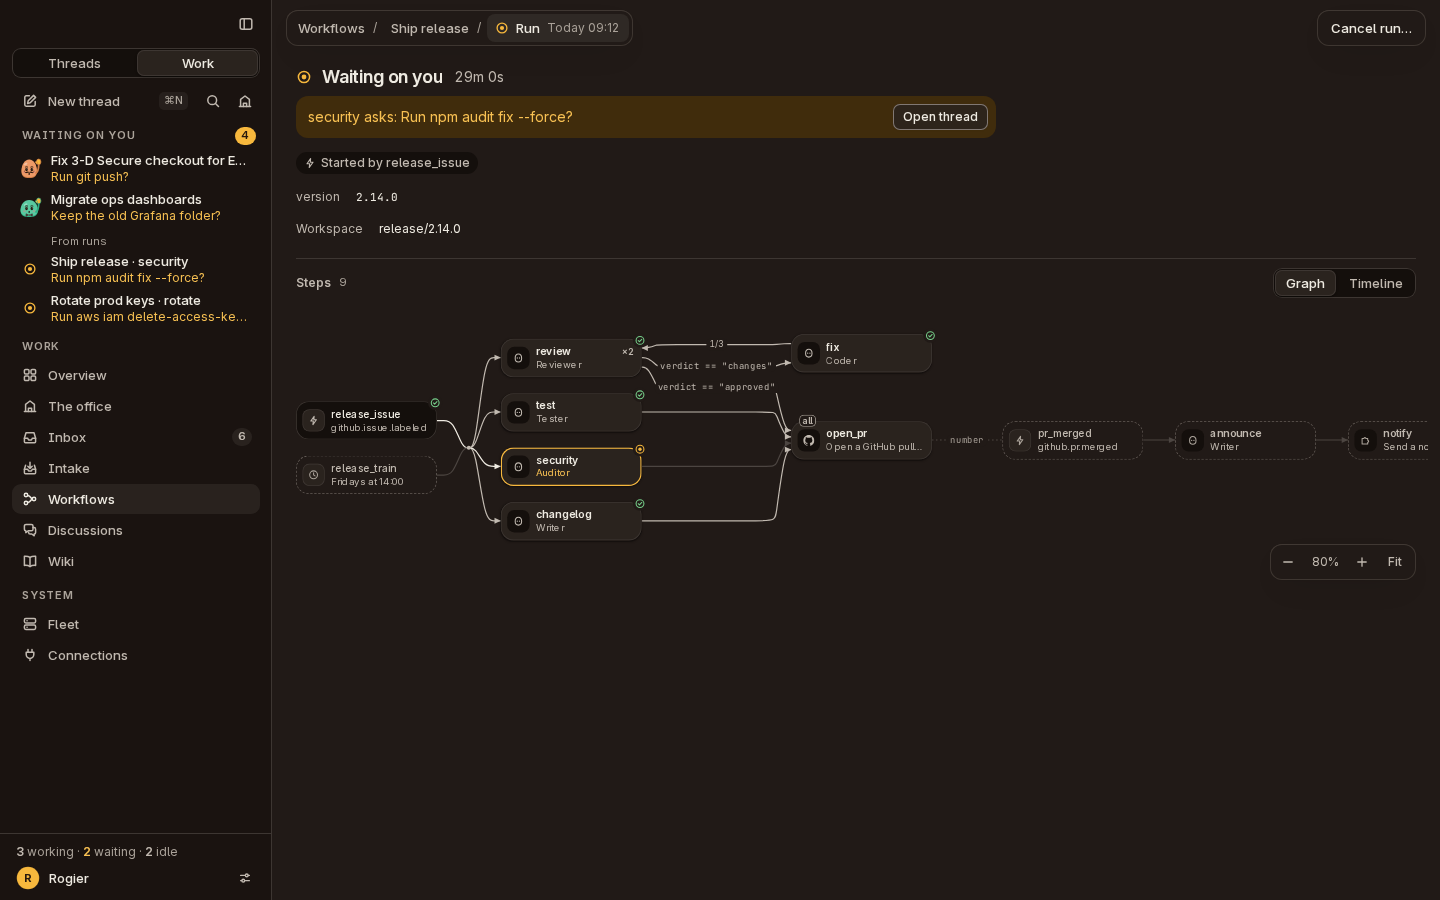 Threads
Work
New thread
⌘N
WAITING ON YOU
4
Fix 3-D Secure checkout for E...
Run git push?
Migrate ops dashboards
Keep the old Grafana folder?
From runs
Ship release · security
Run npm audit fix --force?
Rotate prod keys · rotate
Run aws iam delete-access-ke...
WORK
Overview
The office
Inbox
6
Intake
Workflows
Discussions
Wiki
SYSTEM
Fleet
Connections
3 working · 2 waiting · 2 idle
R
Rogier
Workflows / Ship release / Run Today 09:12
Cancel run...
Waiting on you 29m 0s
security asks: Run npm audit fix --force?
Open thread
Started by release_issue
version 2.14.0
Workspace release/2.14.0
Steps 9
Graph
Timeline
release_issue
github.issue.labeled
release_train
Fridays at 14:00
review
×2
Reviewer
test
Tester
security
Auditor
changelog
Writer
1/3
verdict == "changes"
verdict == "approved"
fix
Coder
all
open_pr
Open a GitHub pull...
number
pr_merged
github.pr.merged
announce
Writer
notify
Send a no
80%
Fit